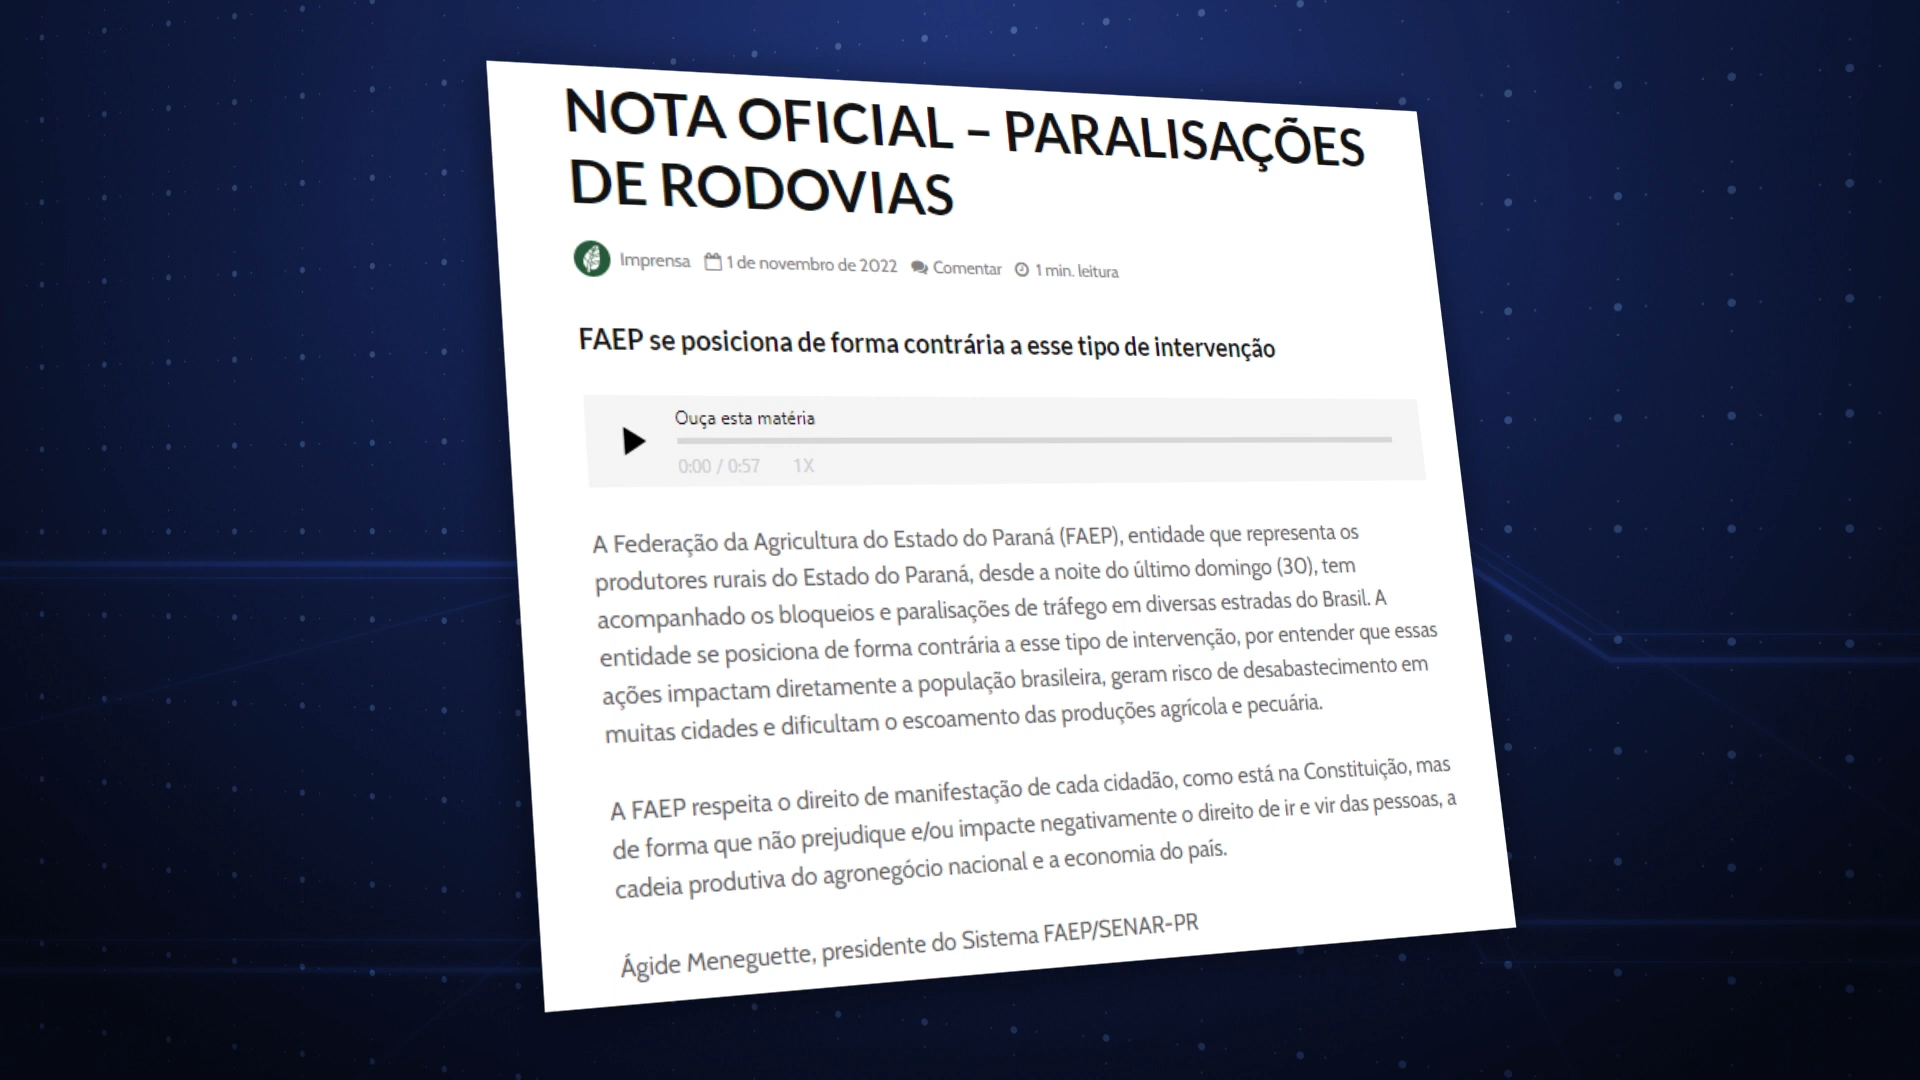 NOTA OFICIAL – PARALISAÇÕES
DE RODOVIAS
Imprensa 1 de novembro de 2022 Comentar 1 min. leitura
FAEP se posiciona de forma contrária a esse tipo de intervenção
Ouça esta matéria
0:00 / 0:57 1X
A Federação da Agricultura do Estado do Paraná (FAEP), entidade que representa os
produtores rurais do Estado do Paraná, desde a noite do último domingo (30), tem
acompanhado os bloqueios e paralisações de tráfego em diversas estradas do Brasil. A
entidade se posiciona de forma contrária a esse tipo de intervenção, por entender que essas
ações impactam diretamente a população brasileira, geram risco de desabastecimento em
muitas cidades e dificultam o escoamento das produções agrícola e pecuária.
A FAEP respeita o direito de manifestação de cada cidadão, como está na Constituição, mas
de forma que não prejudique e/ou impacte negativamente o direito de ir e vir das pessoas, a
cadeia produtiva do agronegócio nacional e a economia do país.
Ágide Meneguette, presidente do Sistema FAEP/SENAR-PR